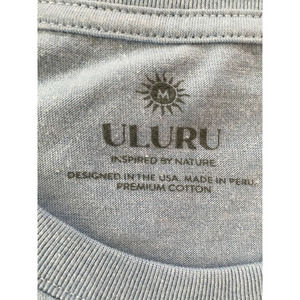 M
ULURU
INSPIRED BY NATURE
DESIGNED IN THE USA. MADE IN PERU.
PREMIUM COTTON